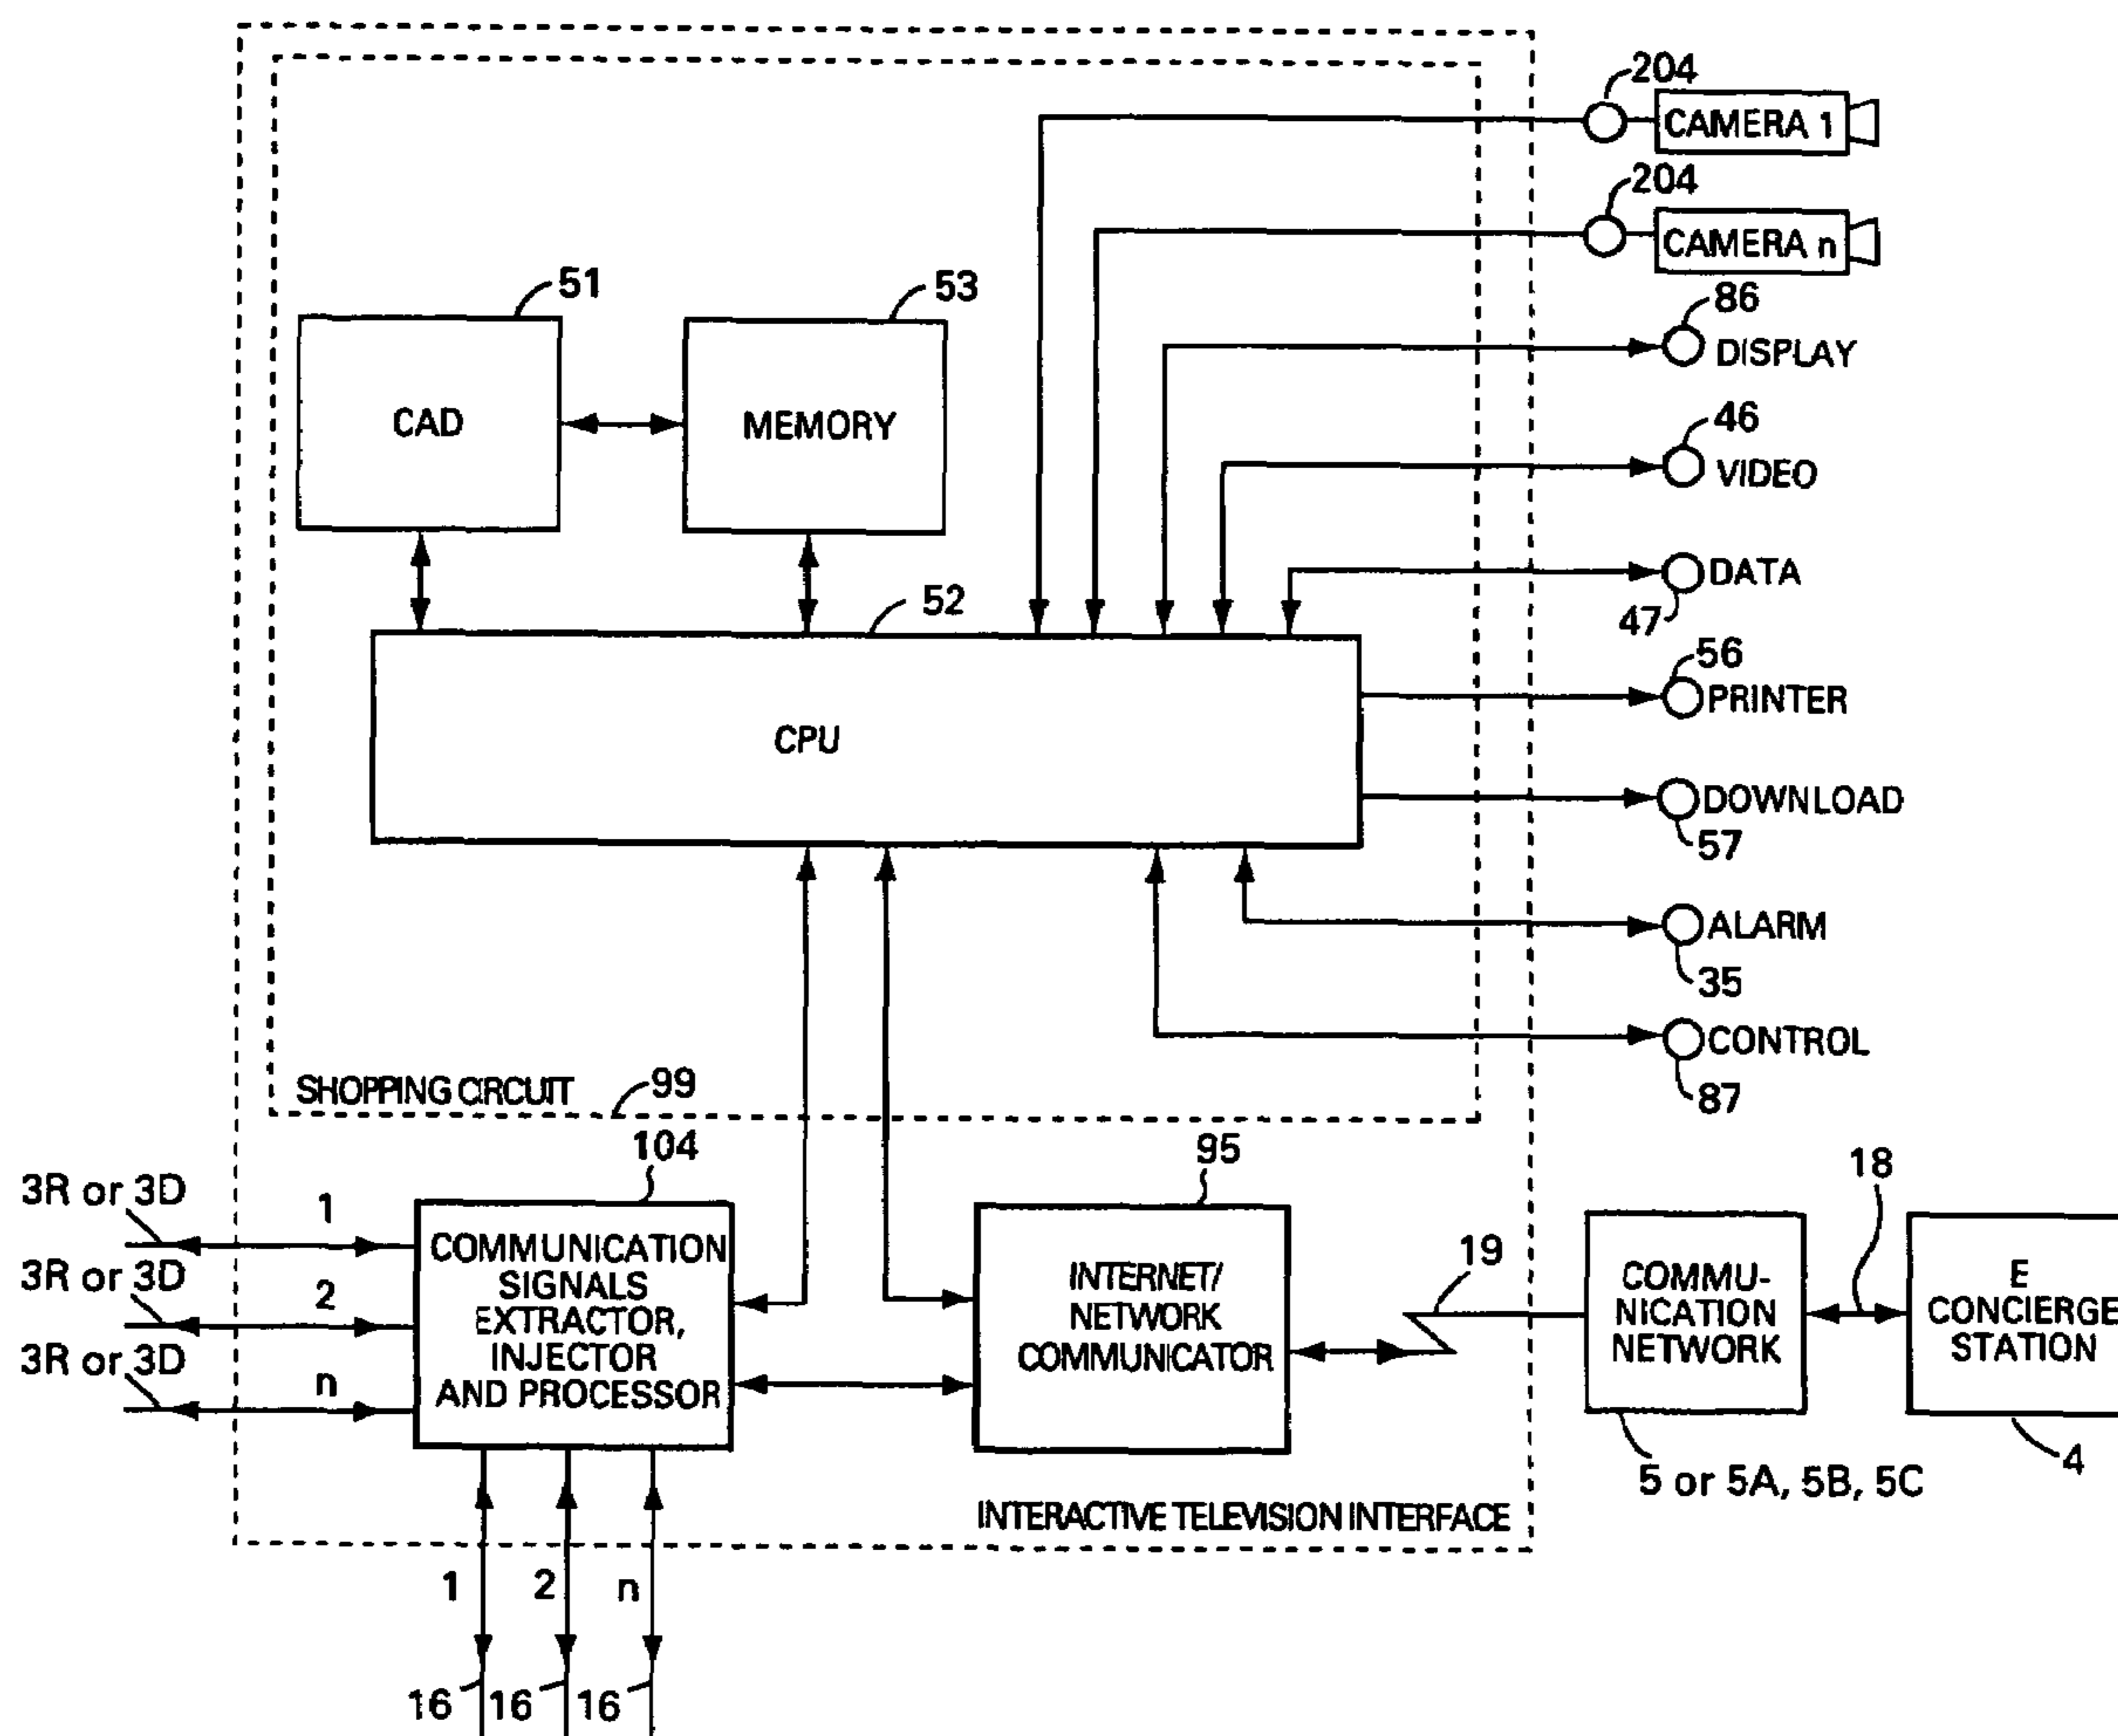 204
CAMERA 1
204
CAMERA n
86
DISPLAY
51
53
46
VIDEO
CAD
MEMORY
DATA
47
52
56
PRINTER
CPU
DOWNLOAD
57
ALARM
35
CONTROL
87
SHOPPING CIRCUIT
99
104
95
18
3R or 3D
1
3R or 3D
2
3R or 3D
n
COMMUNICATION
SIGNALS
EXTRACTOR,
INJECTOR
AND PROCESSOR
INTERNET/
NETWORK
COMMUNICATOR
19
COMMU-
NICATION
NETWORK
E
CONCIERGE
STATION
5 or 5A, 5B, 5C
4
INTERACTIVE TELEVISION INTERFACE
1
2
n
16
16
16